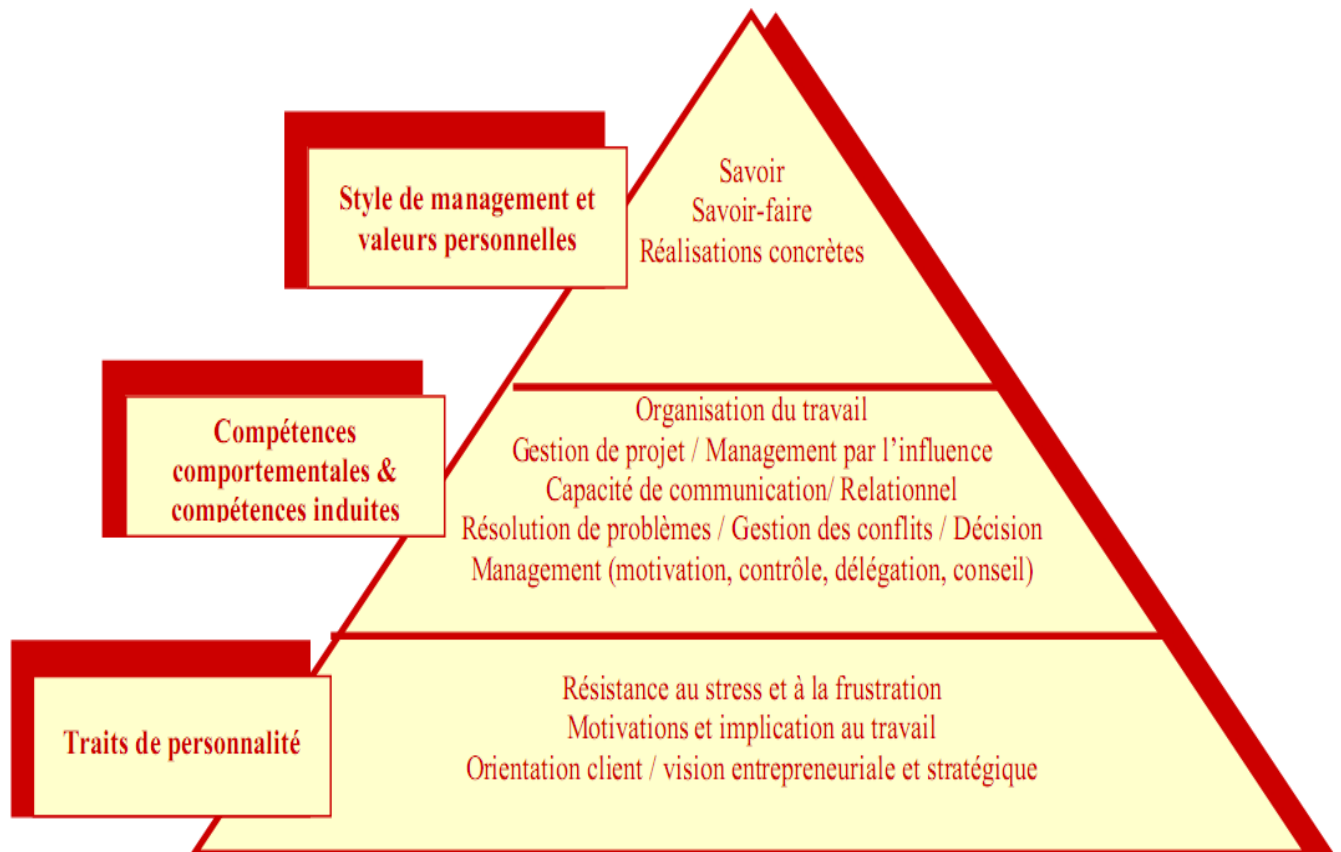 Style de management et
valeurs personnelles
Savoir
Savoir-faire
Réalisations concrètes
Compétences
comportementales &
compétences induites
Organisation du travail
Gestion de projet / Management par l’influence
Capacité de communication/ Relationnel
Résolution de problèmes / Gestion des conflits / Décision
Management (motivation, contrôle, délégation, conseil)
Traits de personnalité
Résistance au stress et à la frustration
Motivations et implication au travail
Orientation client / vision entrepreneuriale et stratégique